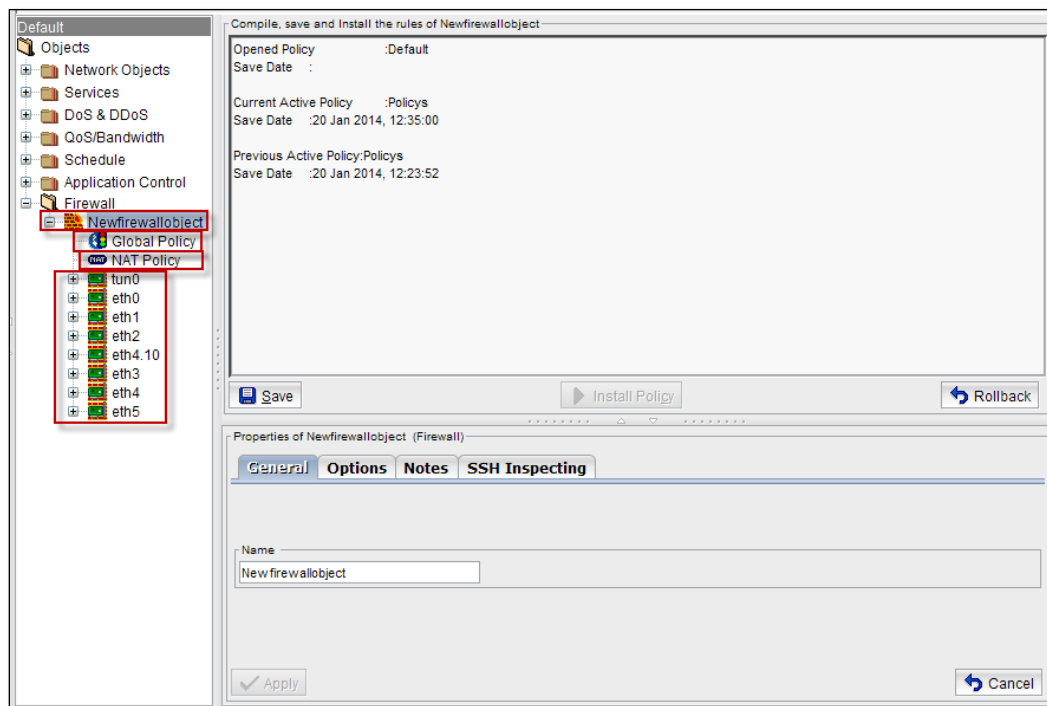 Default
Objects
Network Objects
Services
DoS & DDoS
QoS/Bandwidth
Schedule
Application Control
Firewall
Newfirewallobject
Global Policy
NAT NAT Policy
tun0
eth0
eth1
eth2
eth4.10
eth3
eth4
eth5
Compile, save and Install the rules of Newfirewallobject
Opened Policy :Default
Save Date :
Current Active Policy :Policys
Save Date :20 Jan 2014, 12:35:00
Previous Active Policy:Policys
Save Date :20 Jan 2014, 12:23:52
Save Install Policy Rollback
Properties of Newfirewallobject (Firewall)
General Options Notes SSH Inspecting
Name
Newfirewallobject
Apply Cancel